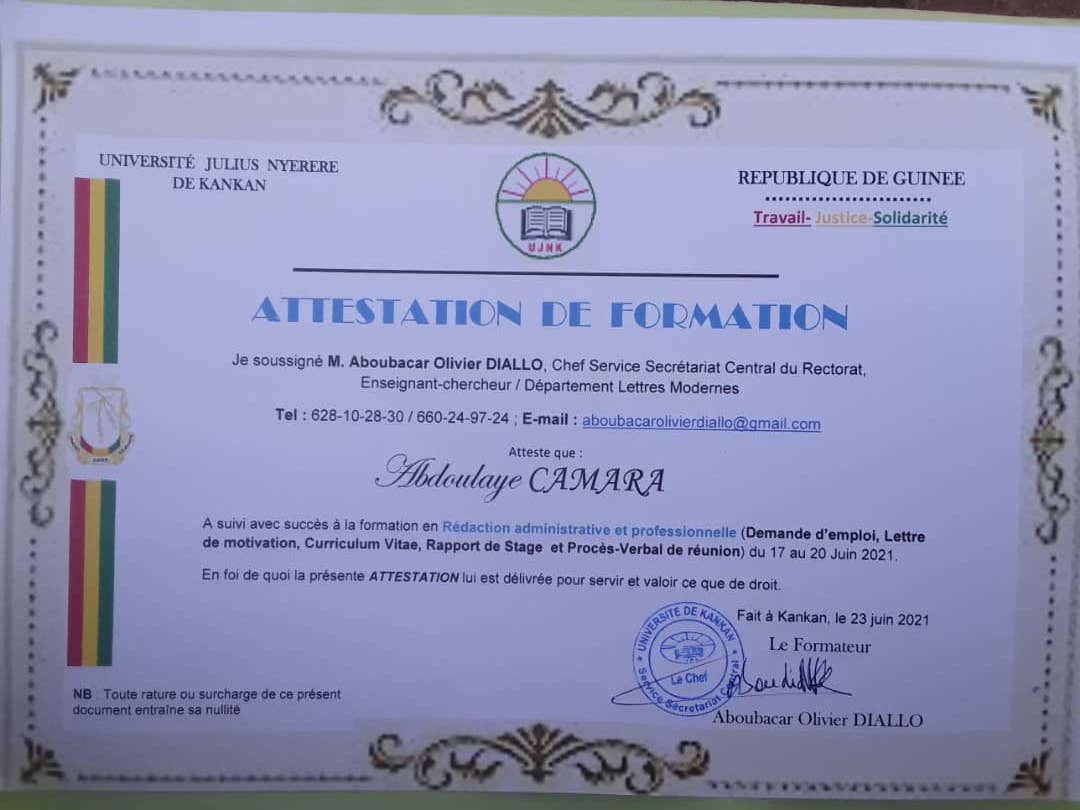 UNIVERSITÉ JULIUS NYERERE
DE KANKAN
UJNK
REPUBLIQUE DE GUINEE
Travail- Justice-Solidarité
ATTESTATION DE FORMATION
Je soussigné M. Aboubacar Olivier DIALLO, Chef Service Secrétariat Central du Rectorat,
Enseignant-chercheur / Département Lettres Modernes
Tel : 628-10-28-30 / 660-24-97-24 ; E-mail : aboubacarolivierdiallo@gmail.com
Atteste que :
Abdoulaye CAMARA
A suivi avec succès à la formation en Rédaction administrative et professionnelle (Demande d'emploi, Lettre
de motivation, Curriculum Vitae, Rapport de Stage et Procès-Verbal de réunion) du 17 au 20 Juin 2021.
En foi de quoi la présente ATTESTATION lui est délivrée pour servir et valoir ce que de droit.
Fait à Kankan, le 23 juin 2021
Le Formateur
UNIVERSITE DE KANKAN
Le Chef
Service Secrétariat Central
Aboubacar Olivier DIALLO
NB : Toute rature ou surcharge de ce présent
document entraîne sa nullité